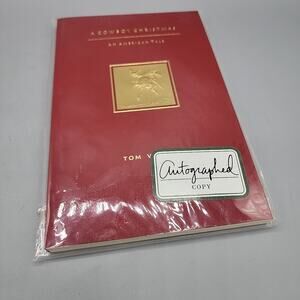 A COWBOY CHRISTMAS
AN AMERICAN TALE
TOM
Autographed
COPY